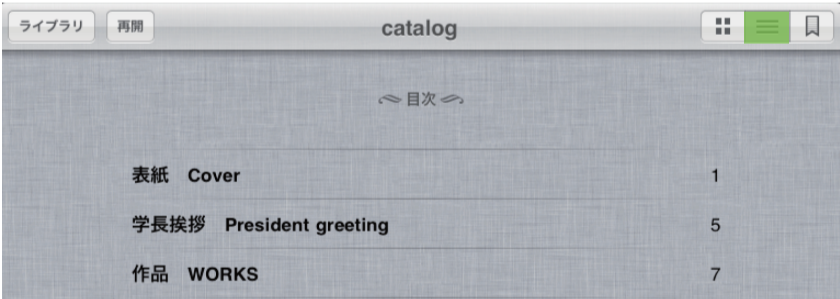 ライブラリ 再開 catalog
目次
表紙 Cover 1
学長挨拶 President greeting 5
作品 WORKS 7